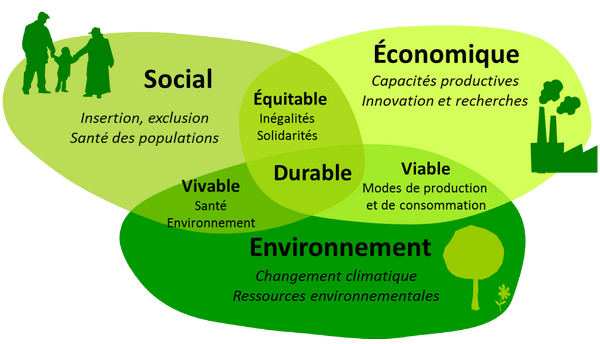 Social
Insertion, exclusion
Santé des populations
Économique
Capacités productives
Innovation et recherches
Équitable
Inégalités
Solidarités
Durable
Vivable
Santé
Environnement
Viable
Modes de production
et de consommation
Environnement
Changement climatique
Ressources environnementales